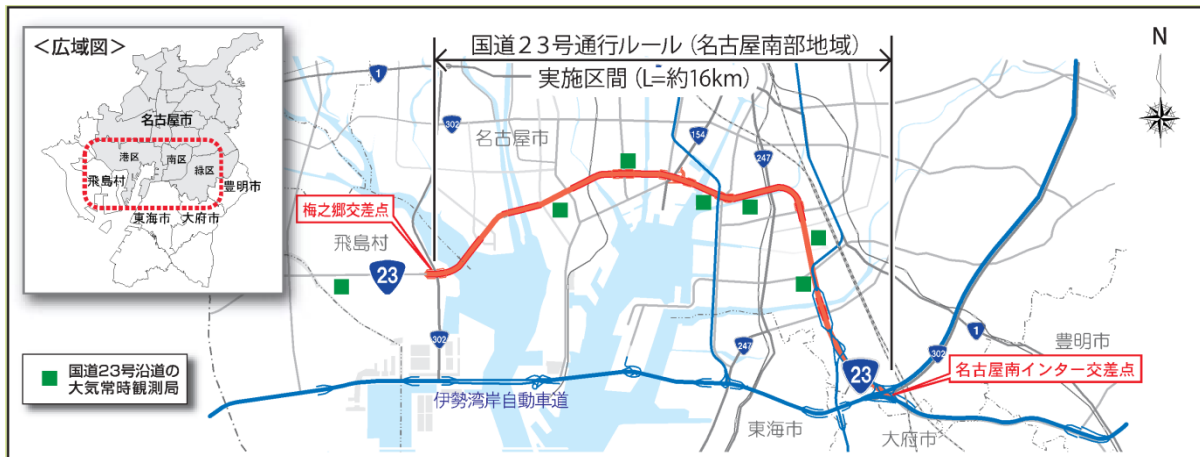 <広域図>
名古屋市
港区
南区
緑区
飛島村
豊明市
東海市
大府市
国道23号沿道の
大気常時観測局
国道23号通行ルール(名古屋南部地域)
実施区間(L=約16km)
N
1
302
名古屋市
154
247
梅之郷交差点
飛島村
23
302
247
伊勢湾岸自動車道
23
1
302
豊明市
名古屋南インター交差点
東海市
大府市